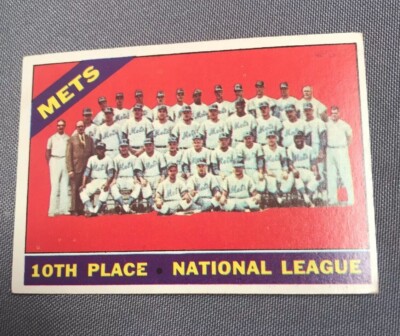 METS
10TH PLACE • NATIONAL LEAGUE